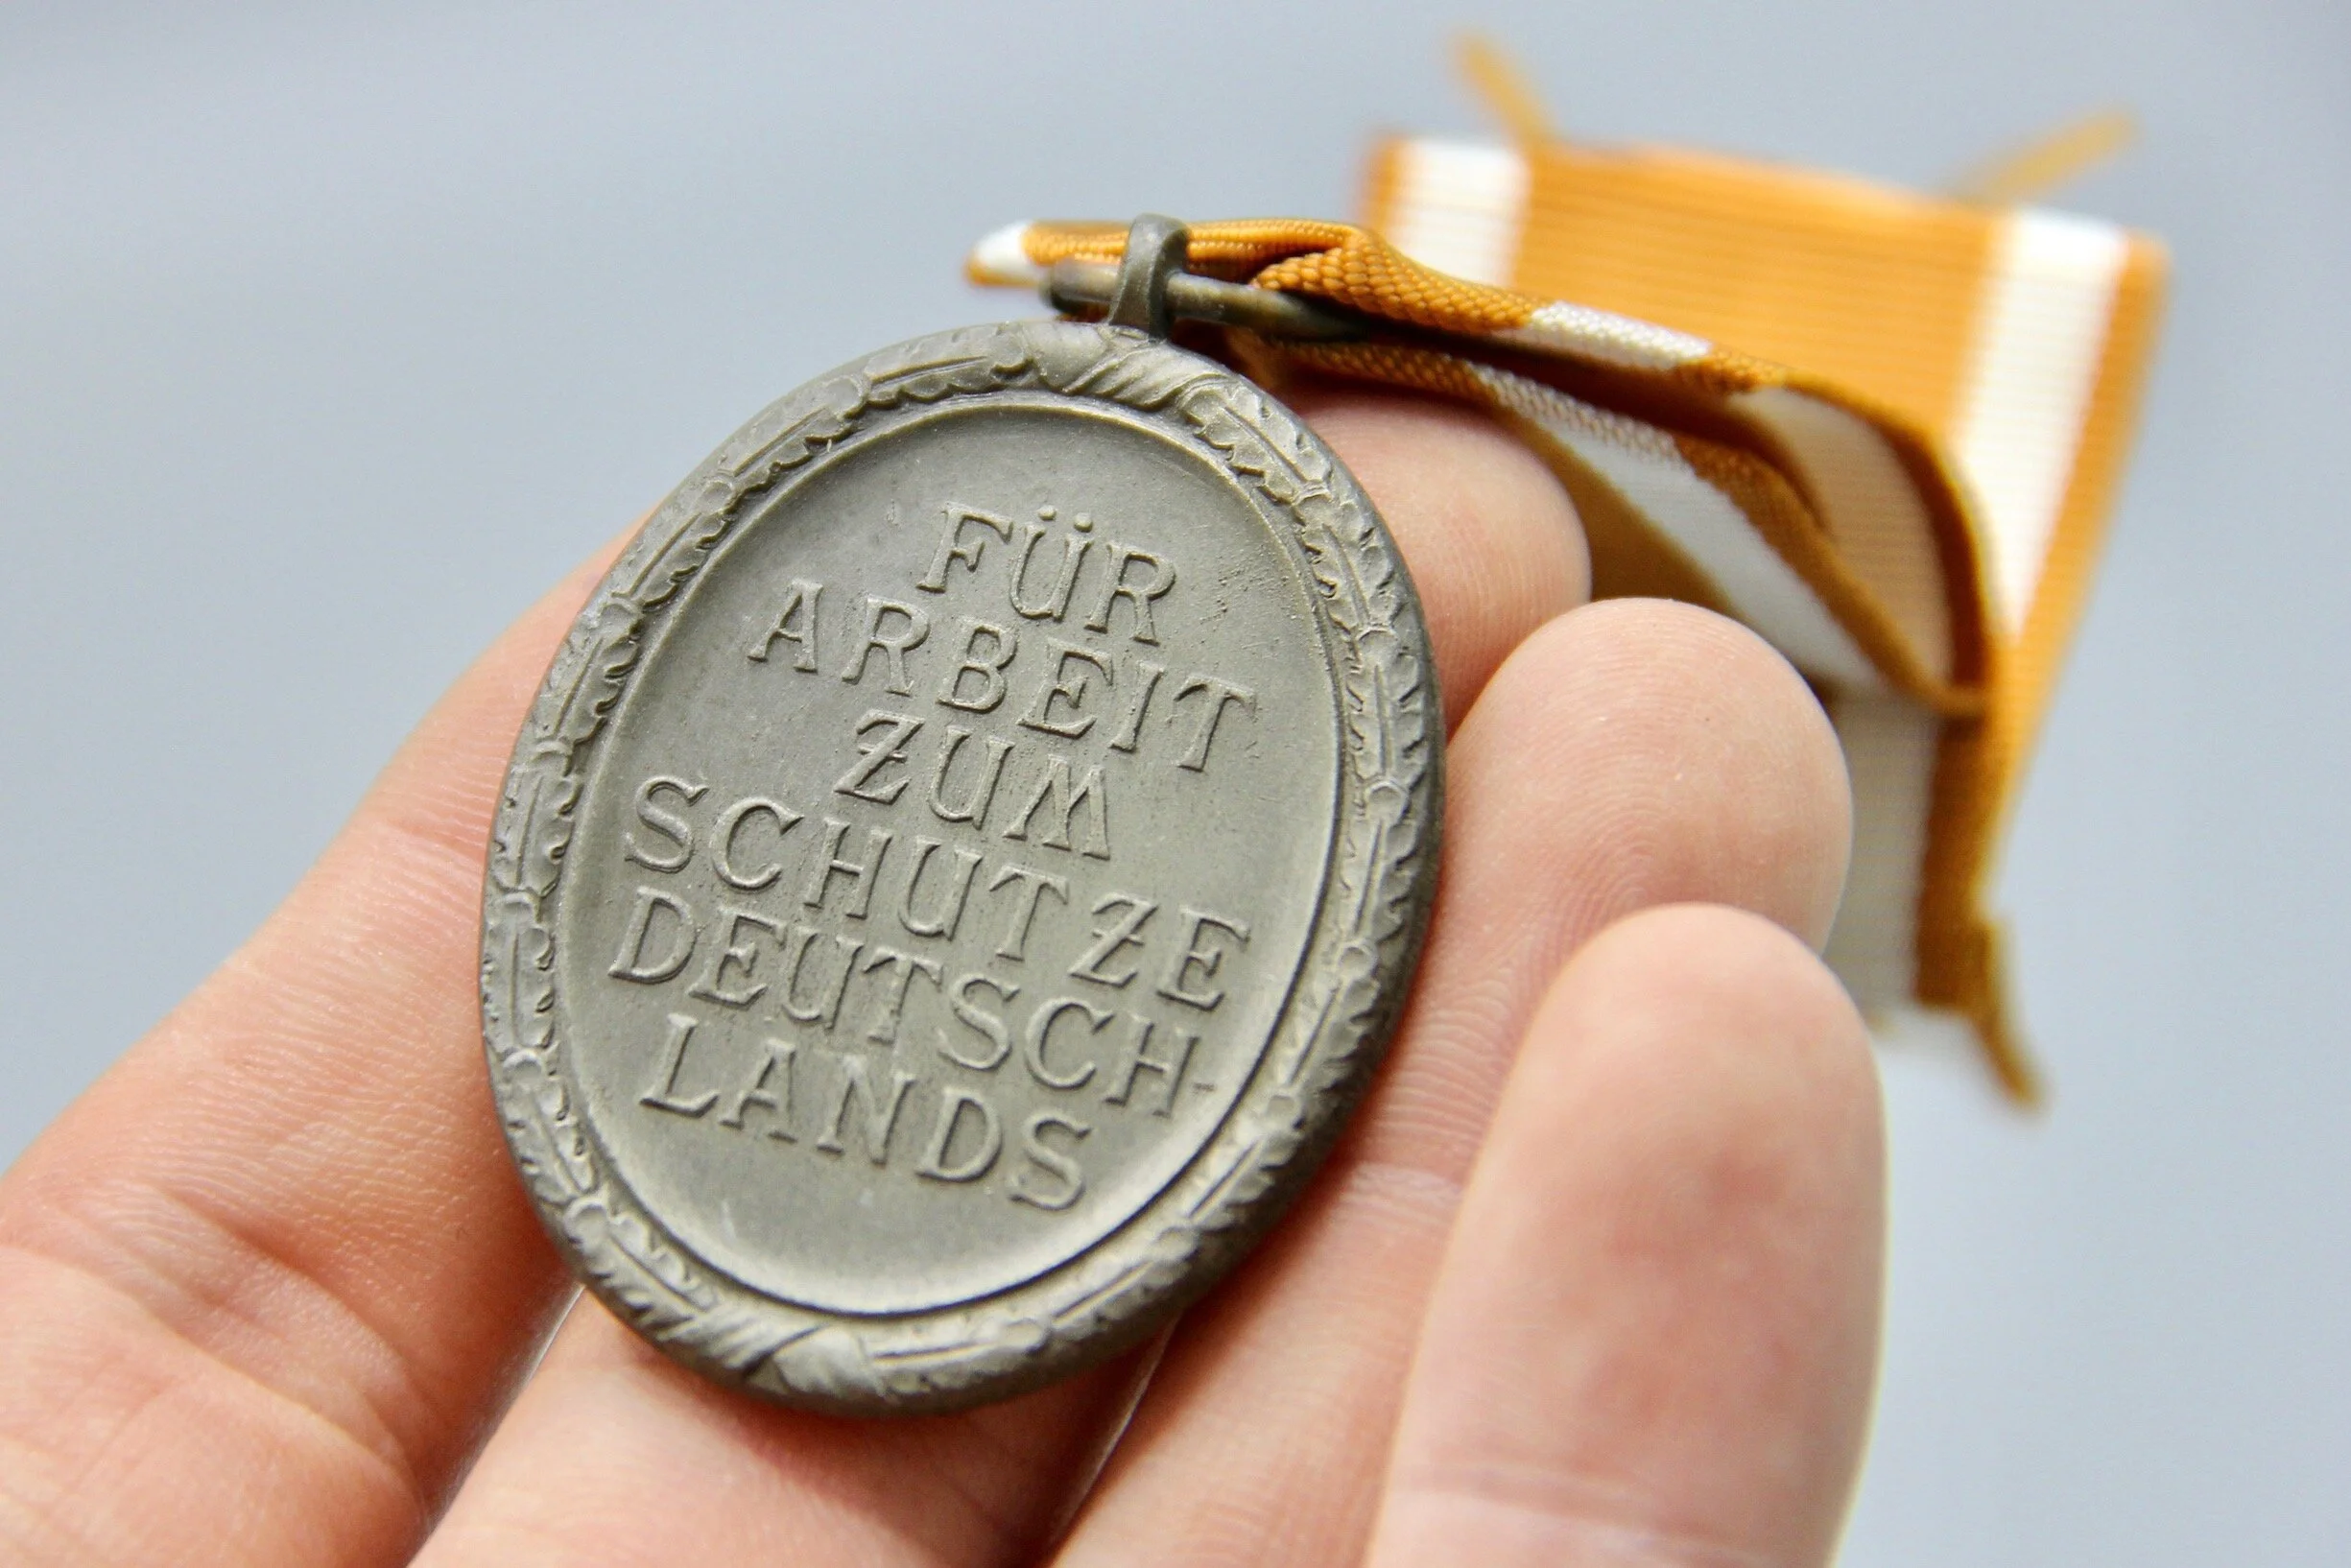 FÜR
ARBEIT
ZUM
SCHUTZE
DEUTSCH-
LANDS